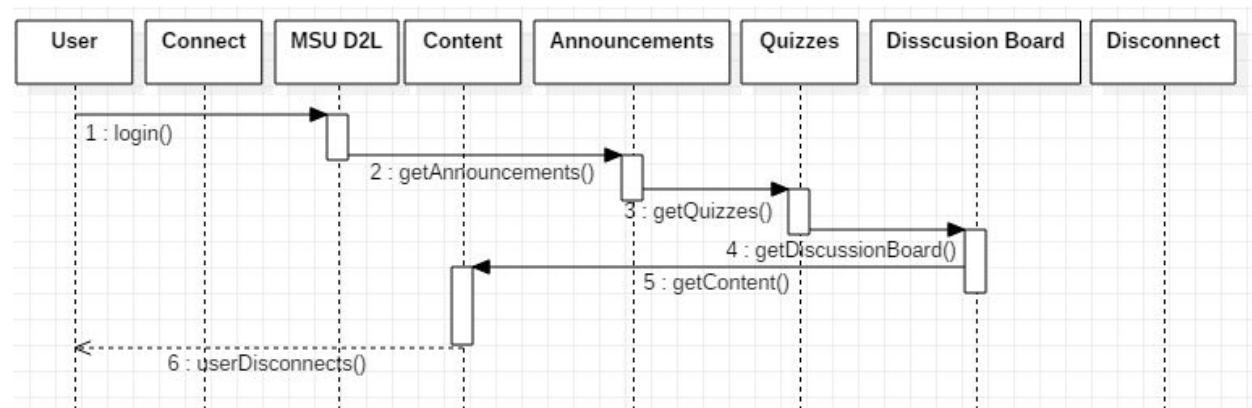 User
Connect
MSU D2L
Content
Announcements
Quizzes
Disscusion Board
Disconnect
1 : login()
2 : getAnnouncements()
3 : getQuizzes()
4 : getDiscussionBoard()
5 : getContent()
6 : userDisconnects()